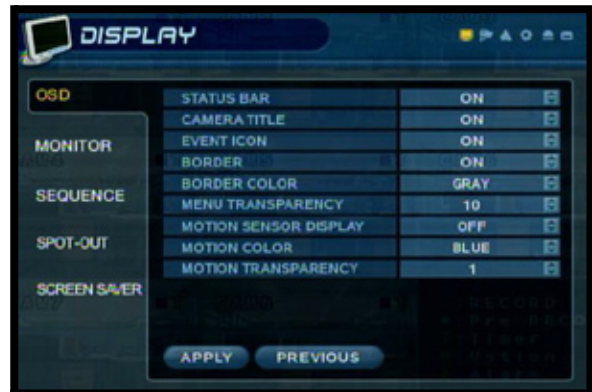 DISPLAY
OSD
MONITOR
SEQUENCE
SPOT-OUT
SCREEN SAVER
STATUS BAR ON
CAMERA TITLE ON
EVENT ICON ON
BORDER ON
BORDER COLOR GRAY
MENU TRANSPARENCY 10
MOTION SENSOR DISPLAY OFF
MOTION COLOR BLUE
MOTION TRANSPARENCY 1
APPLY PREVIOUS
RECORD